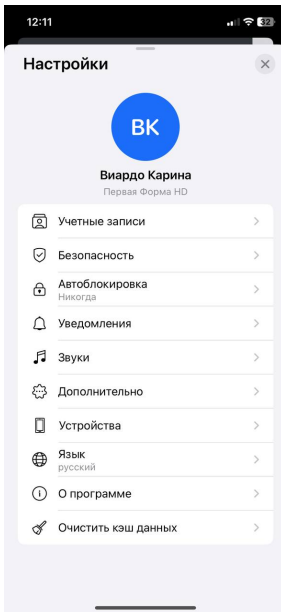 12:11
32
Настройки
ВК
Виардо Карина
Первая Форма HD
Учетные записи
Безопасность
Автоблокировка
Никогда
Уведомления
Звуки
Дополнительно
Устройства
Язык
русский
О программе
Очистить кэш данных